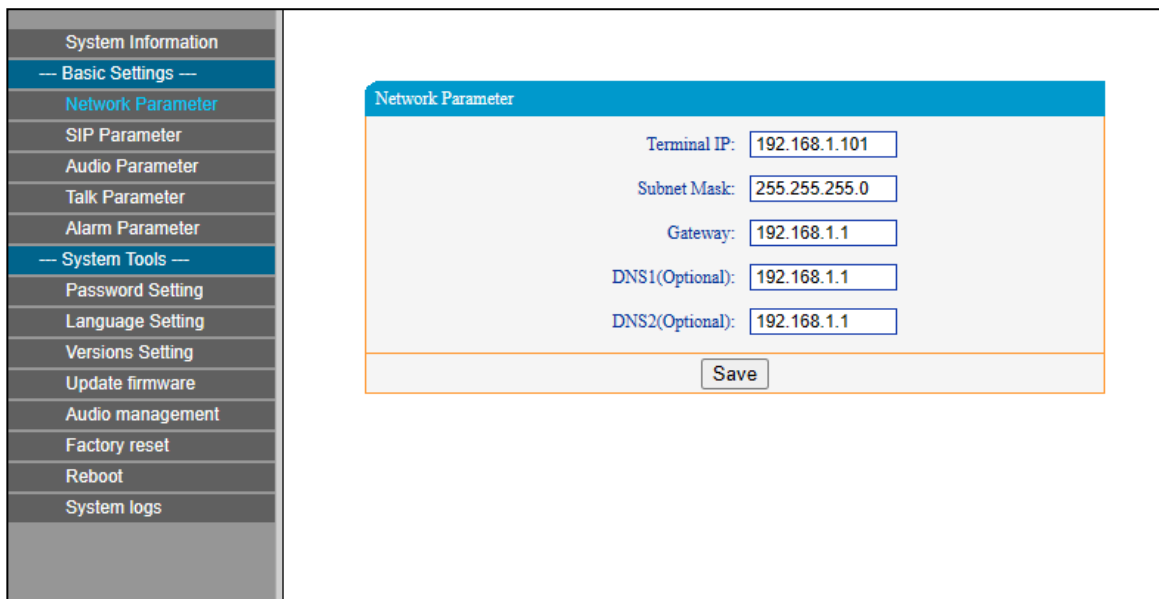 System Information
--- Basic Settings ---
Network Parameter
SIP Parameter
Audio Parameter
Talk Parameter
Alarm Parameter
--- System Tools ---
Password Setting
Language Setting
Versions Setting
Update firmware
Audio management
Factory reset
Reboot
System logs
Network Parameter
Terminal IP: 192.168.1.101
Subnet Mask: 255.255.255.0
Gateway: 192.168.1.1
DNS1(Optional): 192.168.1.1
DNS2(Optional): 192.168.1.1
Save